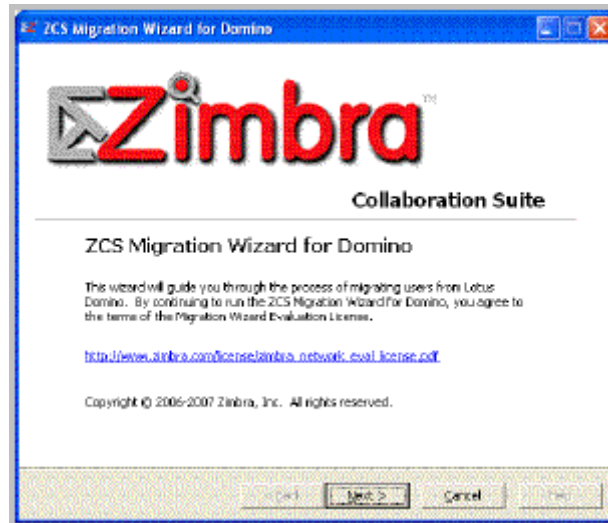 ZCS Migration Wizard for Domino
Zimbra™
Collaboration Suite
ZCS Migration Wizard for Domino
This wizard will guide you through the process of migrating users from Lotus
Domino. By continuing to run the ZCS Migration Wizard for Domino, you agree to
the terms of the Migration Wizard Evaluation License.
http://www.zimbra.com/license/zimbra_network_eval_license.pdf
Copyright © 2006-2007 Zimbra, Inc. All rights reserved.
< Back Next > Cancel Help